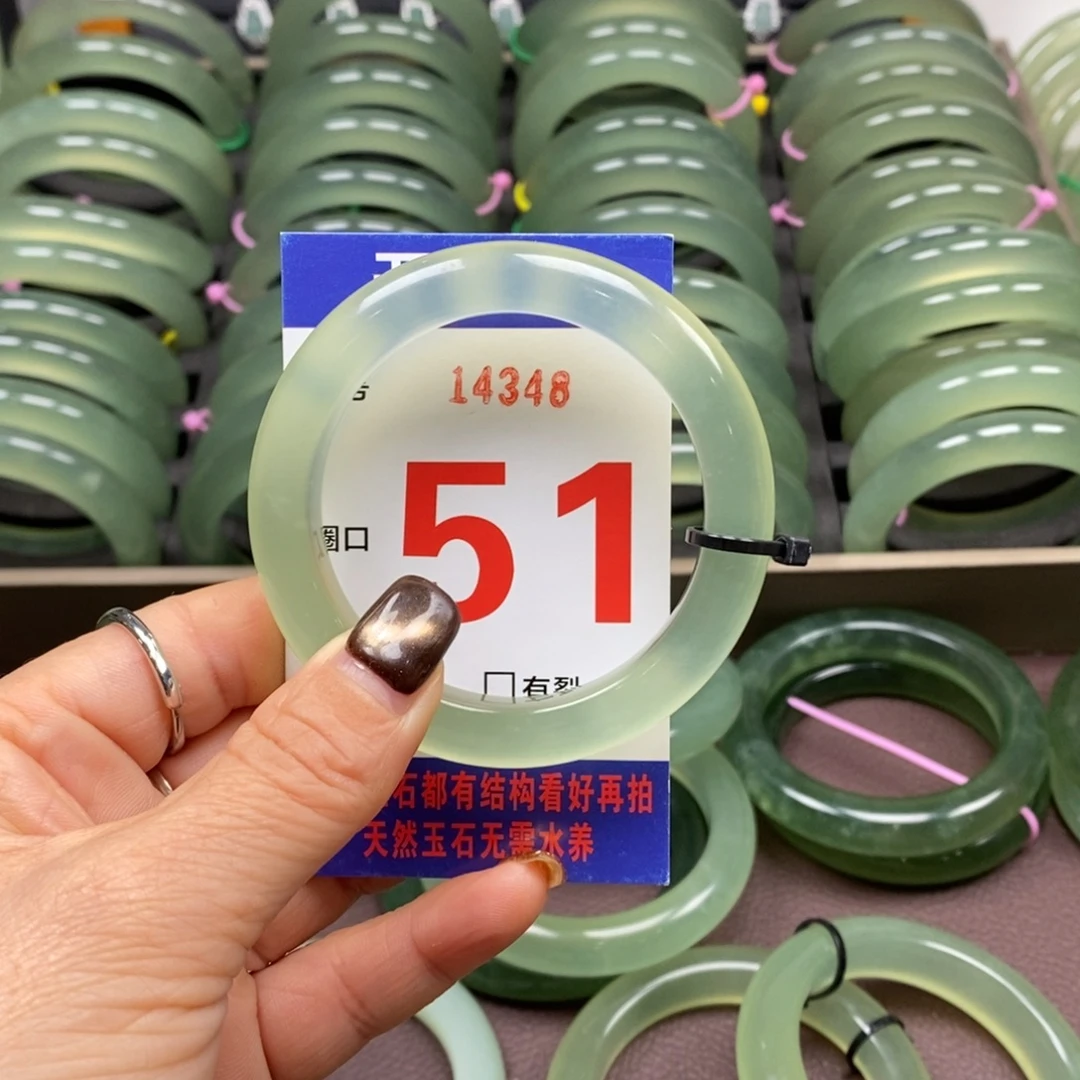 14348
圈口
51
有裂
石都有结构看好再拍
天然玉石无需水养